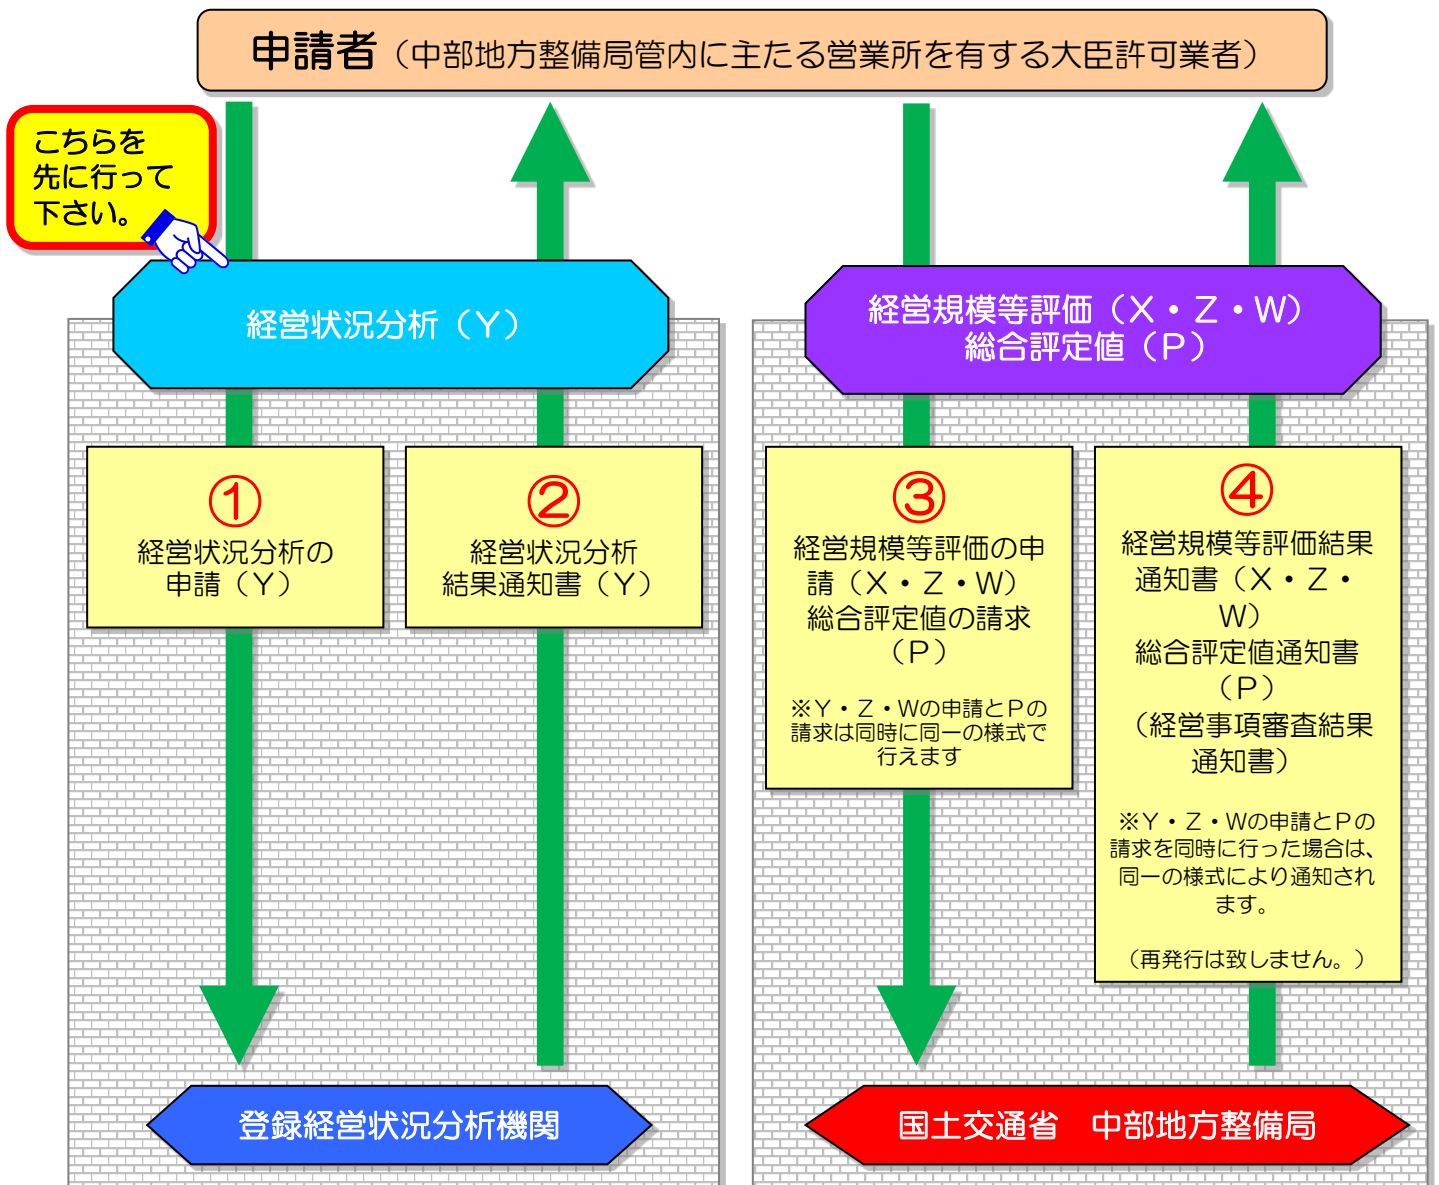 申請者（中部地方整備局管内に主たる営業所を有する大臣許可業者）
こちらを
先に行って
下さい。
経営状況分析（Ｙ）
①
経営状況分析の
申請（Ｙ）
②
経営状況分析
結果通知書（Ｙ）
登録経営状況分析機関
経営規模等評価（Ｘ・Ｚ・Ｗ）
総合評定値（Ｐ）
③
経営規模等評価の申
請（Ｘ・Ｚ・Ｗ）
総合評定値の請求
（Ｐ）
※Ｙ・Ｚ・Ｗの申請とＰの
請求は同時に同一の様式で
行えます
④
経営規模等評価結果
通知書（Ｘ・Ｚ・
Ｗ）
総合評定値通知書
（Ｐ）
（経営事項審査結果
通知書）
※Ｙ・Ｚ・Ｗの申請とＰの
請求を同時に行った場合は、
同一の様式により通知され
ます。
（再発行は致しません。）
国土交通省　中部地方整備局